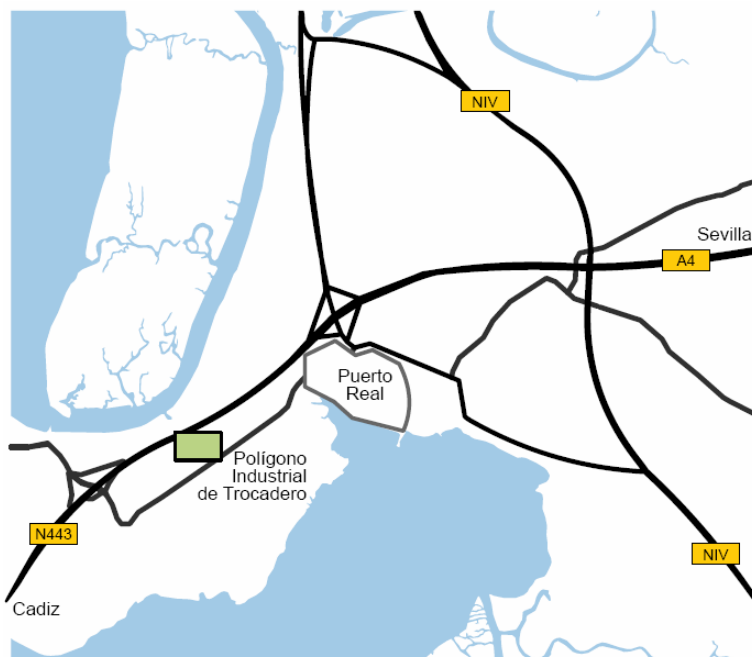 NIV
Sevilla
A4
Puerto
Real
Polígono
Industrial
de Trocadero
N443
NIV
Cadiz